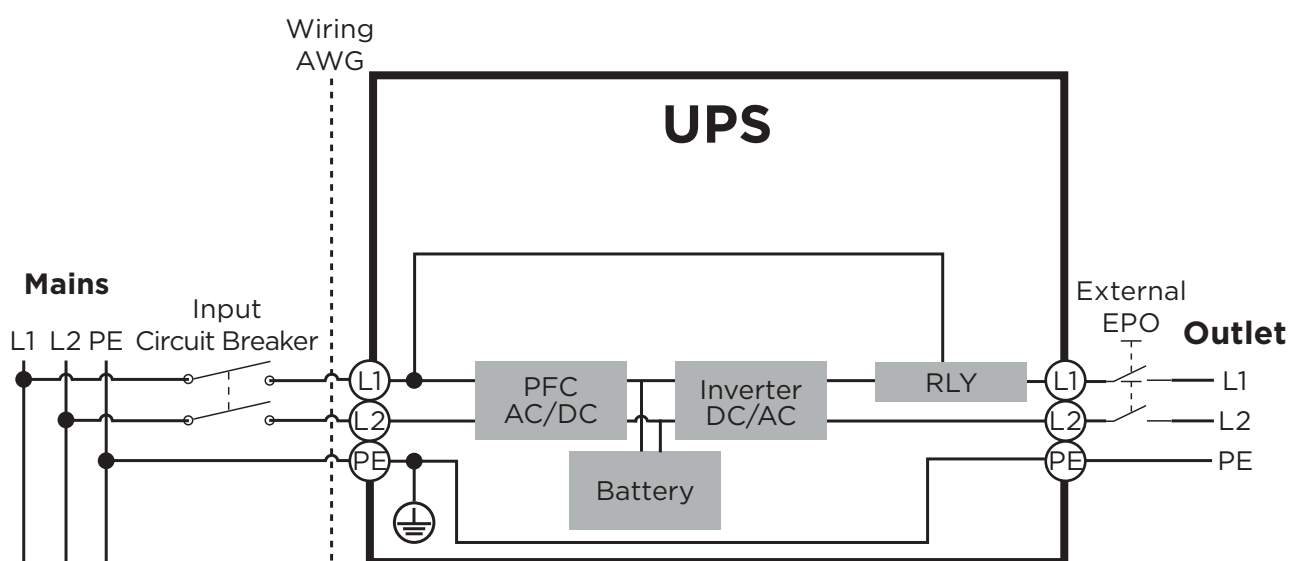 Wiring
AWG
UPS
Mains
Input
Circuit Breaker
L1 L2 PE
External
EPO
Outlet
L1
L2
PE
PFC
AC/DC
Inverter
DC/AC
RLY
Battery
L1
L2
PE
L1
L2
PE